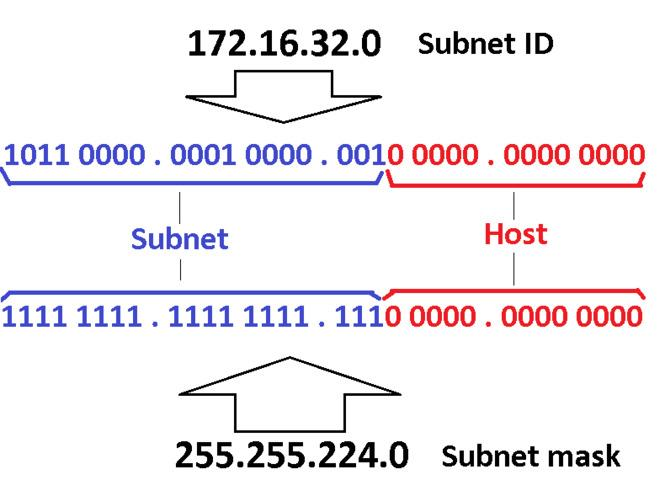 172.16.32.0 Subnet ID
1011 0000 . 0001 0000 . 0010 0000 . 0000 0000
Subnet Host
1111 1111 . 1111 1111 . 1110 0000 . 0000 0000
255.255.224.0 Subnet mask